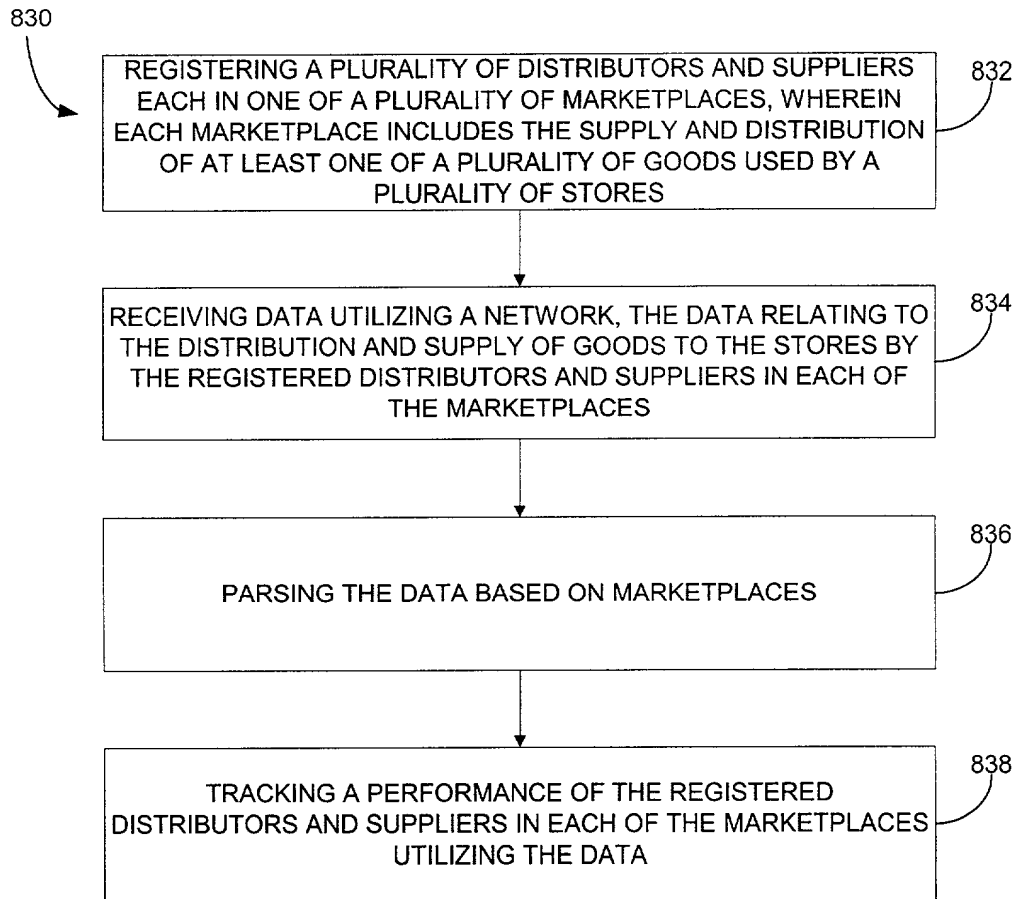 830
REGISTERING A PLURALITY OF DISTRIBUTORS AND SUPPLIERS
EACH IN ONE OF A PLURALITY OF MARKETPLACES, WHEREIN
EACH MARKETPLACE INCLUDES THE SUPPLY AND DISTRIBUTION
OF AT LEAST ONE OF A PLURALITY OF GOODS USED BY A
PLURALITY OF STORES
832
RECEIVING DATA UTILIZING A NETWORK, THE DATA RELATING TO
THE DISTRIBUTION AND SUPPLY OF GOODS TO THE STORES BY
THE REGISTERED DISTRIBUTORS AND SUPPLIERS IN EACH OF
THE MARKETPLACES
834
PARSING THE DATA BASED ON MARKETPLACES
836
TRACKING A PERFORMANCE OF THE REGISTERED
DISTRIBUTORS AND SUPPLIERS IN EACH OF THE MARKETPLACES
UTILIZING THE DATA
838